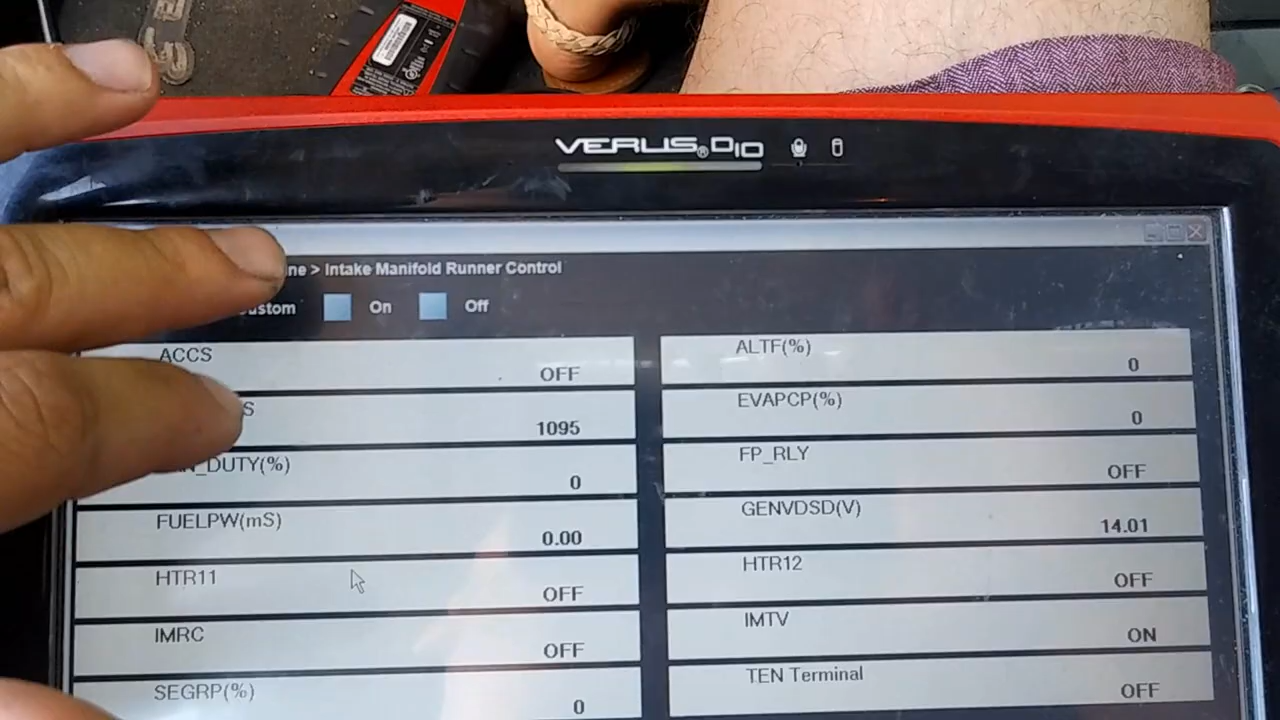 VERUS® D10
ne > Intake Manifold Runner Control
ustom On Off
ACCS OFF
ALTF(%) 0
S 1095
EVAPCP(%) 0
N_DUTY(%) 0
FP_RLY OFF
FUELPW(mS) 0.00
GENVDSD(V) 14.01
HTR11 OFF
HTR12 OFF
IMRC OFF
IMTV ON
SEGRP(%) 0
TEN Terminal OFF